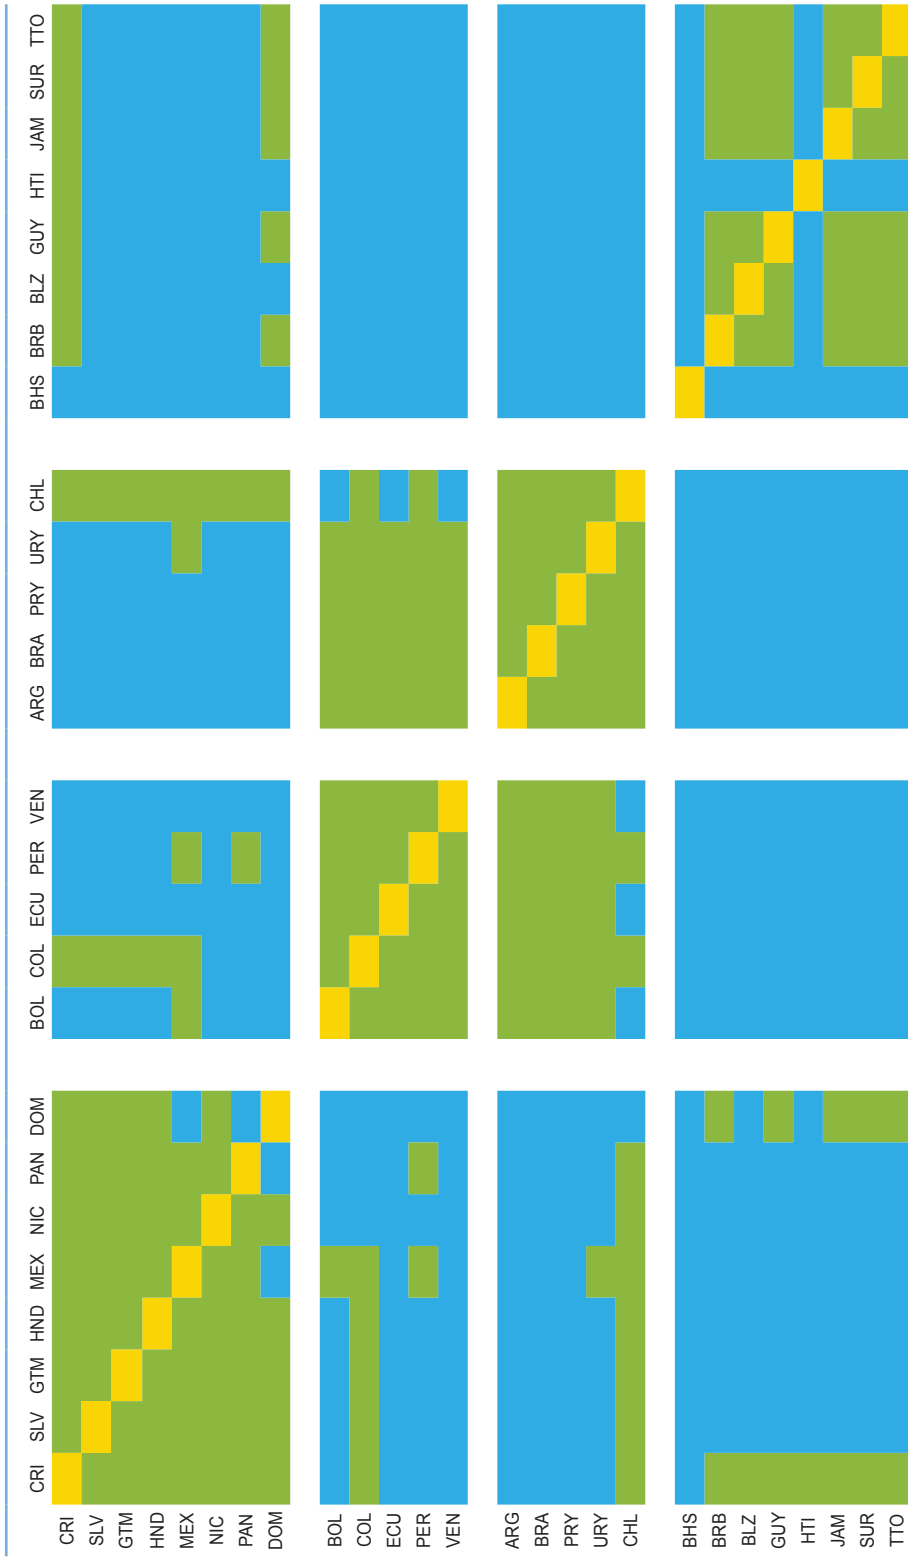 CRI SLV GTM HND MEX NIC PAN DOM BOL COL ECU PER VEN ARG BRA PRY URY CHL BHS BRB BLZ GUY HTI JAM SUR TTO
CRI
SLV
GTM
HND
MEX
NIC
PAN
DOM
BOL
COL
ECU
PER
VEN
ARG
BRA
PRY
URY
CHL
BHS
BRB
BLZ
GUY
HTI
JAM
SUR
TTO